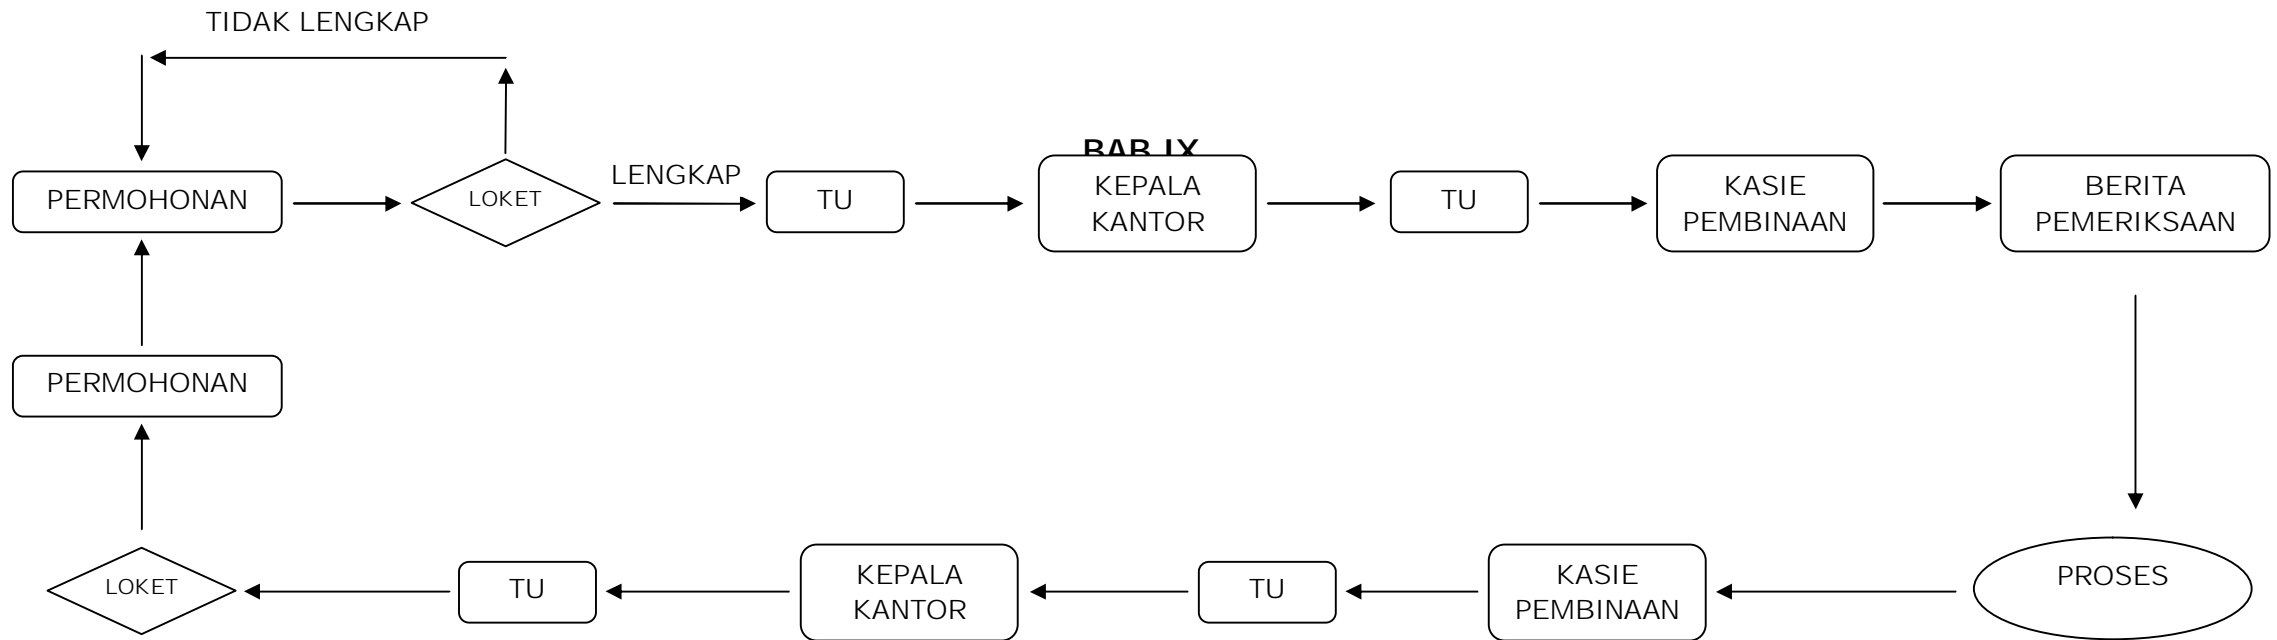 TIDAK LENGKAP
BAB IX
PERMOHONAN
LOKET
LENGKAP
TU
KEPALA
KANTOR
TU
KASIE
PEMBINAAN
BERITA
PEMERIKSAAN
PERMOHONAN
LOKET
TU
KEPALA
KANTOR
TU
KASIE
PEMBINAAN
PROSES